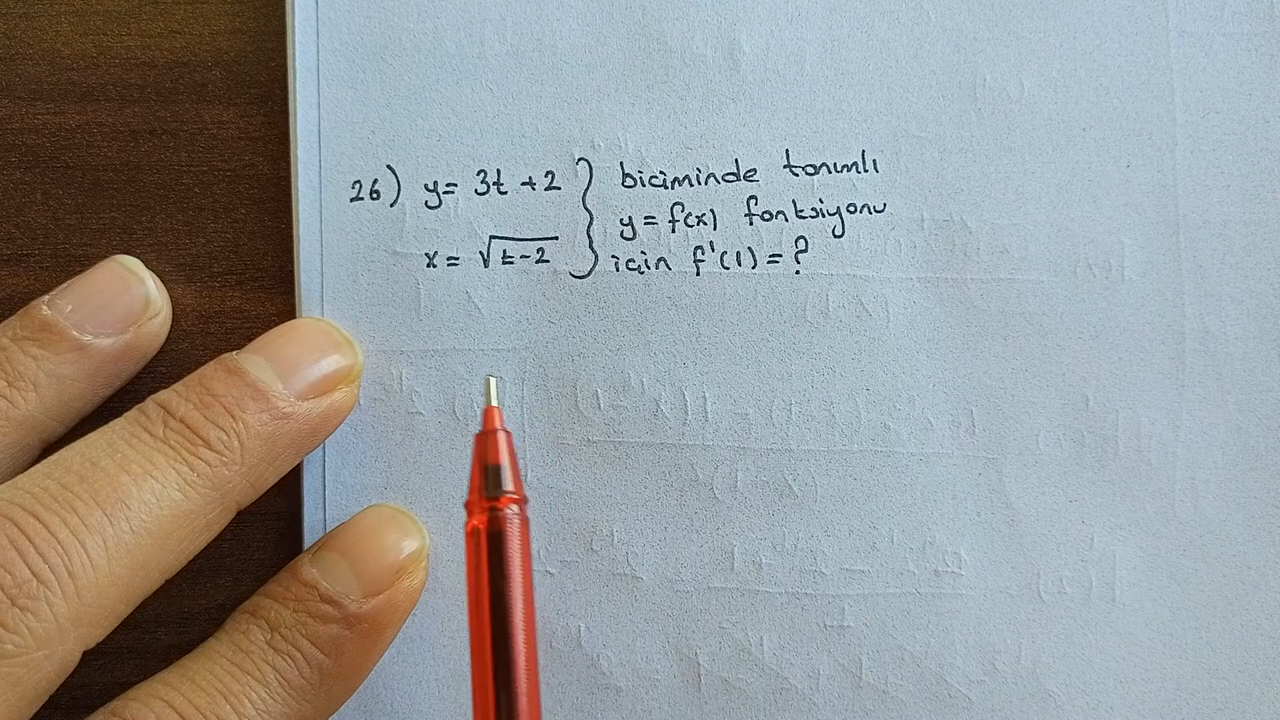 26) y = 3t + 2 } biciminde tanımlı
y = f(x) fonksiyonu
x = √t-2 için f'(1) = ?